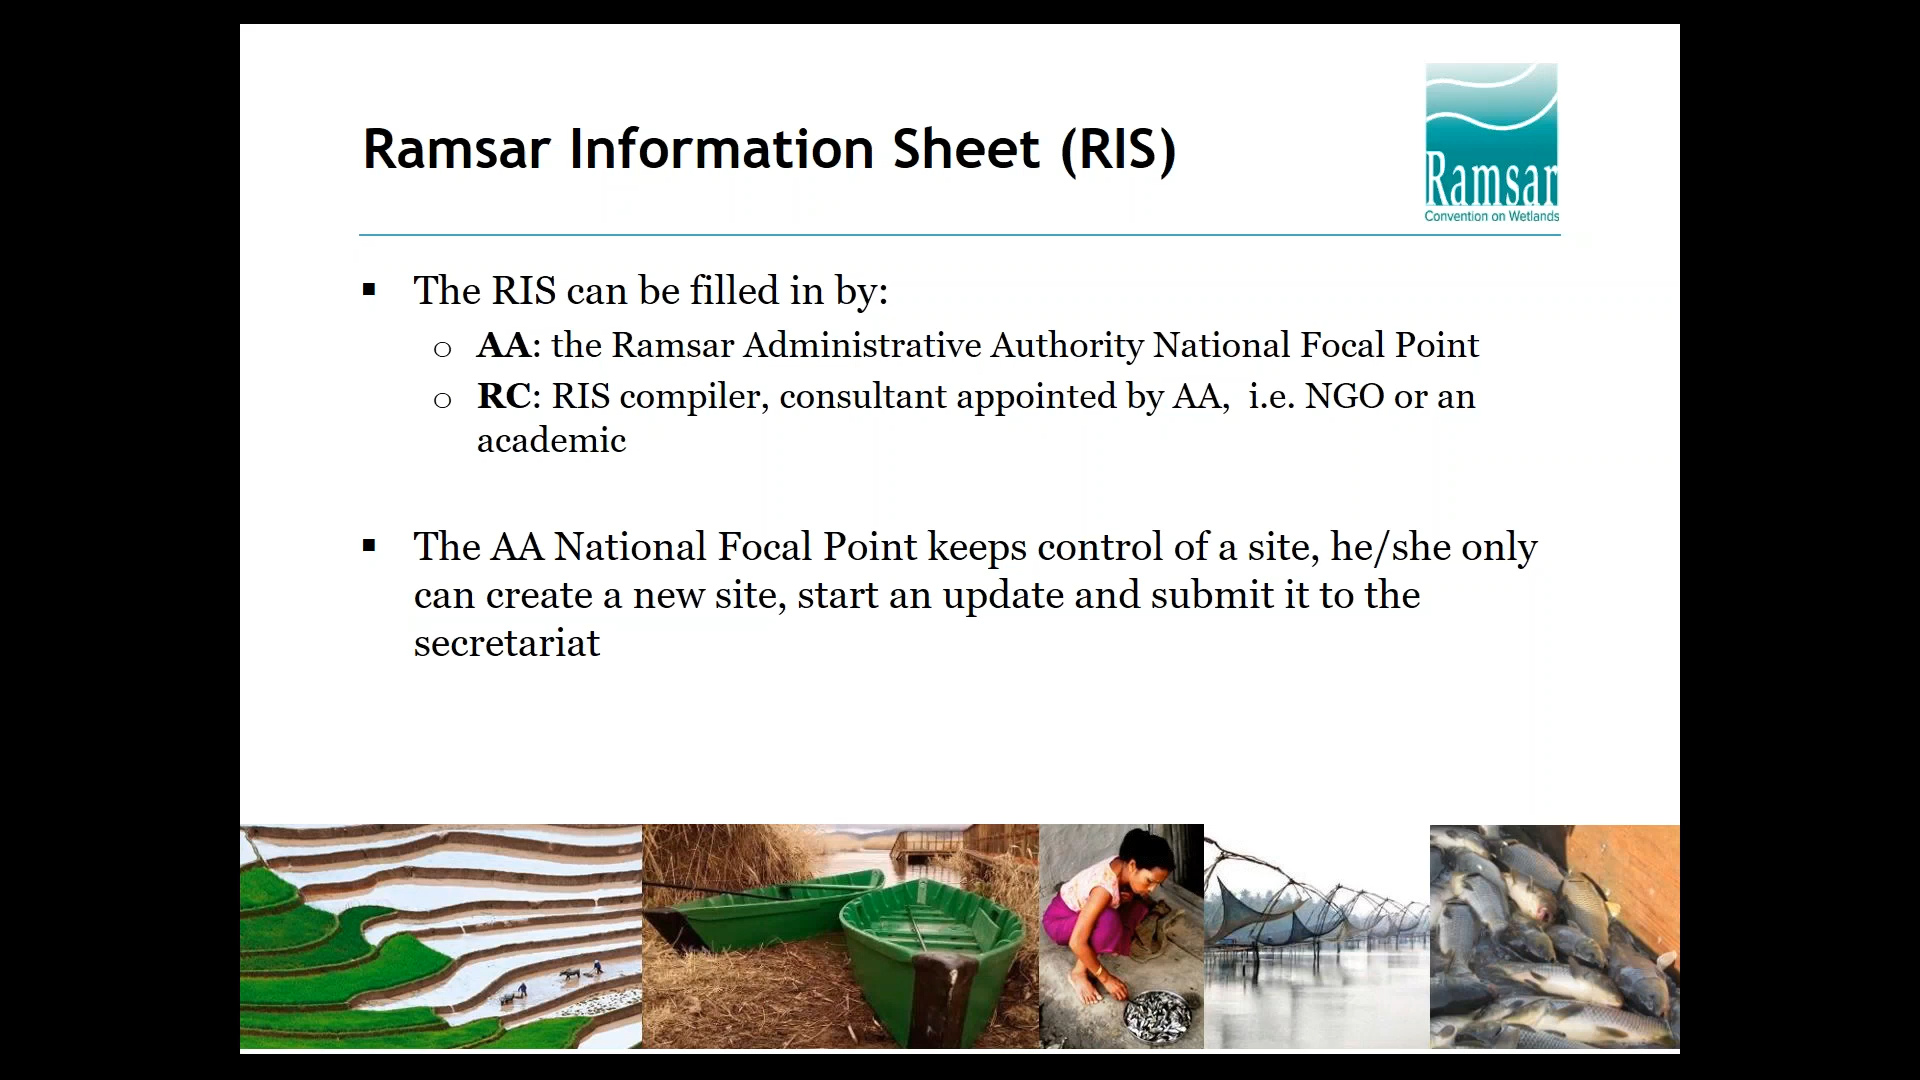 Ramsar Information Sheet (RIS)
Ramsar
Convention on Wetlands
▪ The RIS can be filled in by:
o AA: the Ramsar Administrative Authority National Focal Point
o RC: RIS compiler, consultant appointed by AA,  i.e. NGO or an
academic
▪ The AA National Focal Point keeps control of a site, he/she only
can create a new site, start an update and submit it to the
secretariat